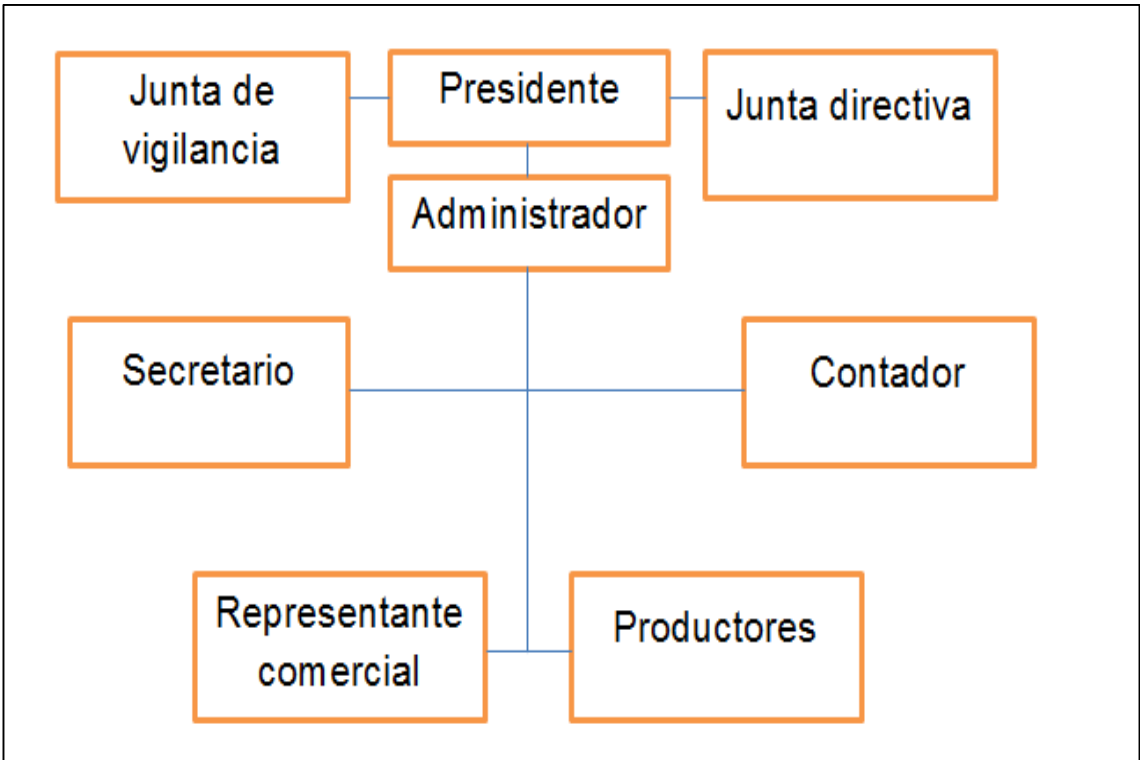 Junta de
vigilancia
Presidente
Junta directiva
Administrador
Secretario
Contador
Representante
comercial
Productores